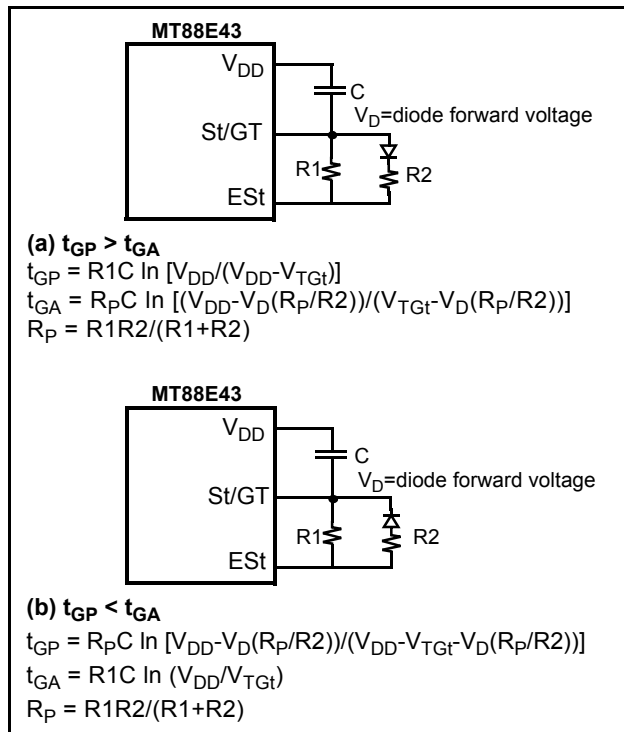 MT88E43
VDD
C
VD=diode forward voltage
St/GT
R1
R2
ESt
(a) tGP > tGA
tGP = R1C ln [VDD/(VDD-VTGt)]
tGA = RPC ln [(VDD-VD(RP/R2))/(VTGt-VD(RP/R2))]
RP = R1R2/(R1+R2)
MT88E43
VDD
C
VD=diode forward voltage
St/GT
R1
R2
ESt
(b) tGP < tGA
tGP = RPC ln [VDD-VD(RP/R2))/(VDD-VTGt-VD(RP/R2))]
tGA = R1C ln (VDD/VTGt)
RP = R1R2/(R1+R2)